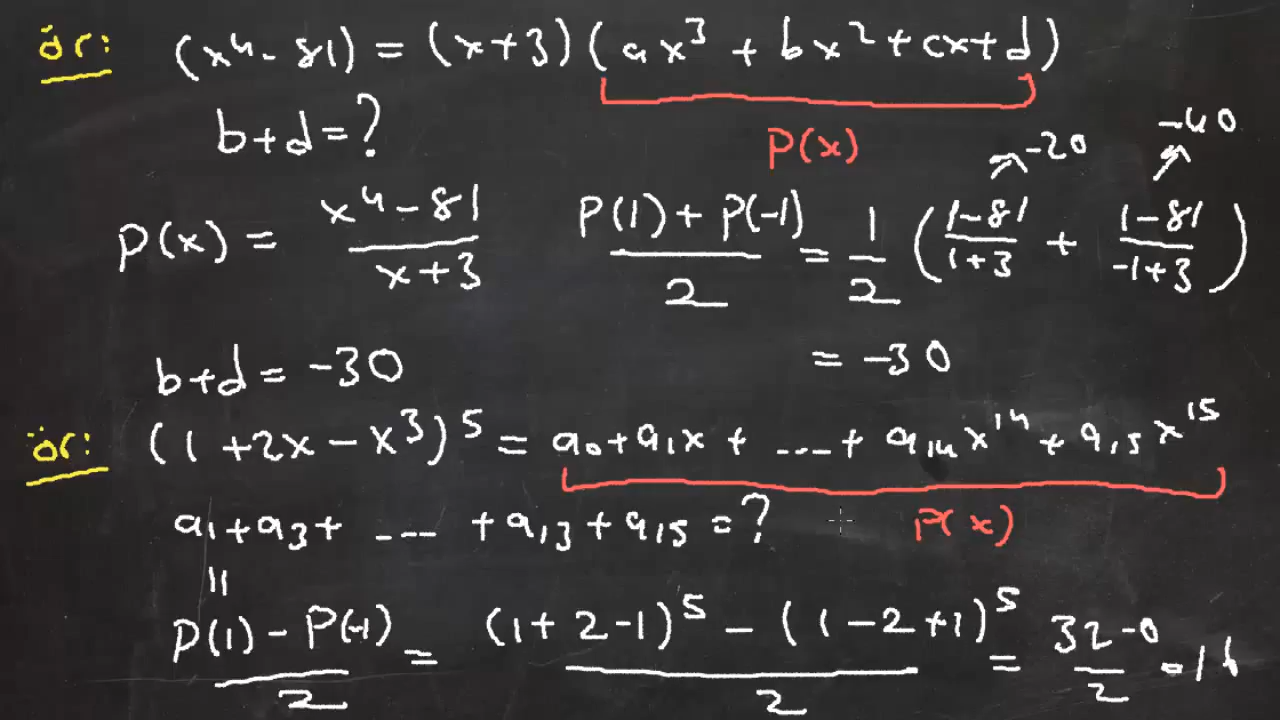 ör: (x⁴ - 81) = (x+3)(ax³ + bx² + cx + d)
b+d = ?
P(x)
-20
-40
P(x) = (x⁴ - 81)/(x+3)
(P(1) + P(-1))/2 = 1/2 ((1-81)/(1+3) + (1-81)/(-1+3))
= -30
b+d = -30
ör: (1 + 2x - x³)⁵ = a₀ + a₁x + ... + a₁₄x¹⁴ + a₁₅x¹⁵
a₁ + a₃ + ... + a₁₃ + a₁₅ = ?
P(x)
||
(P(1) - P(-1))/2 = ((1+2-1)⁵ - (1-2+1)⁵)/2 = (32-0)/2 = 16